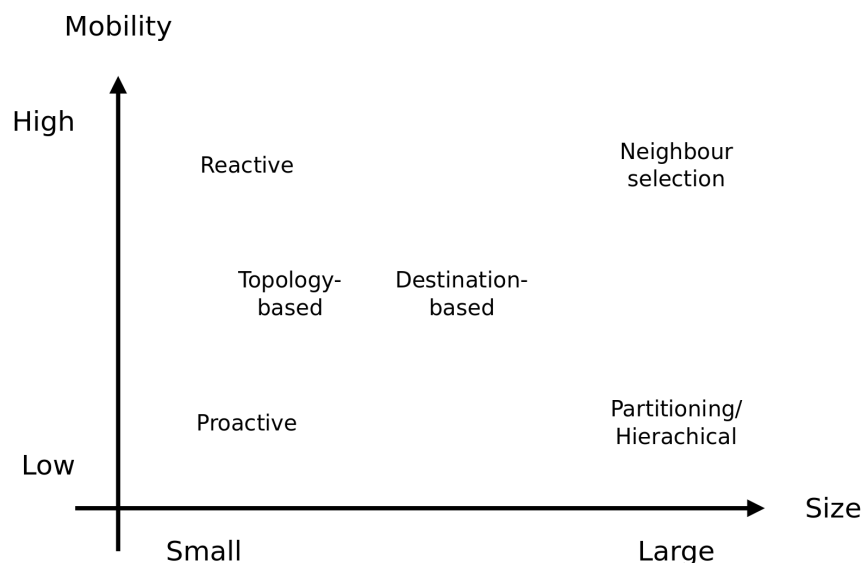 Mobility
High
Reactive
Neighbour
selection
Topology-
based
Destination-
based
Proactive
Partitioning/
Hierachical
Low
Size
Small
Large